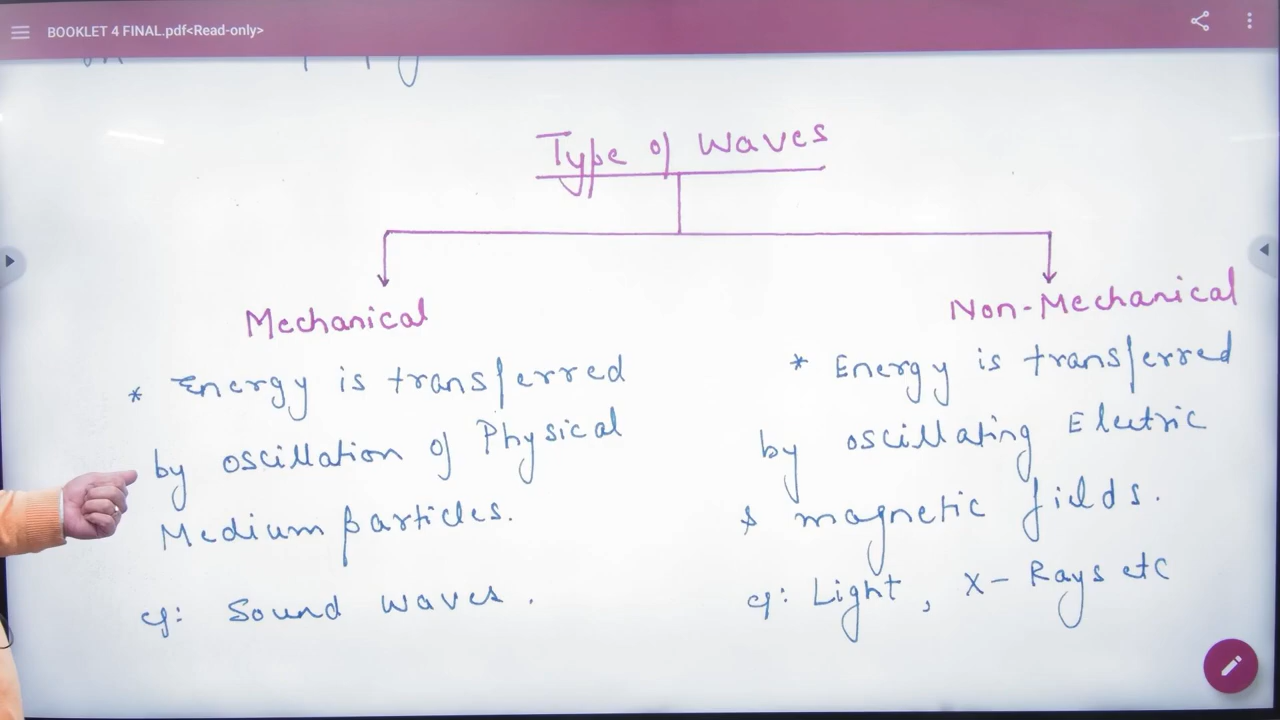 BOOKLET 4 FINAL.pdf<Read-only>
Type of Waves
Mechanical
* Energy is transferred
by oscillation of Physical
Medium particles.
eg: Sound waves.
Non-Mechanical
* Energy is transferred
by oscillating Electric
& magnetic fields.
eg: Light, X-Rays etc